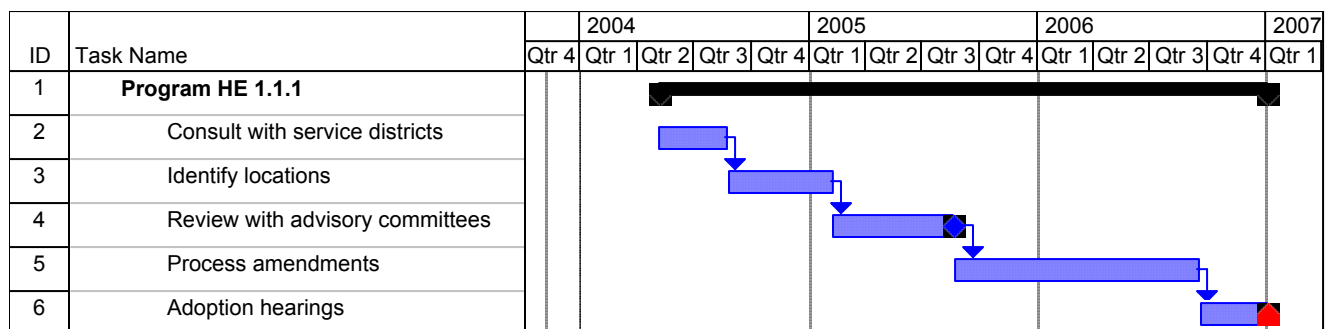 2004 2005 2006 2007
ID Task Name Qtr 4 Qtr 1 Qtr 2 Qtr 3 Qtr 4 Qtr 1 Qtr 2 Qtr 3 Qtr 4 Qtr 1 Qtr 2 Qtr 3 Qtr 4 Qtr 1
1 Program HE 1.1.1
2 Consult with service districts
3 Identify locations
4 Review with advisory committees
5 Process amendments
6 Adoption hearings